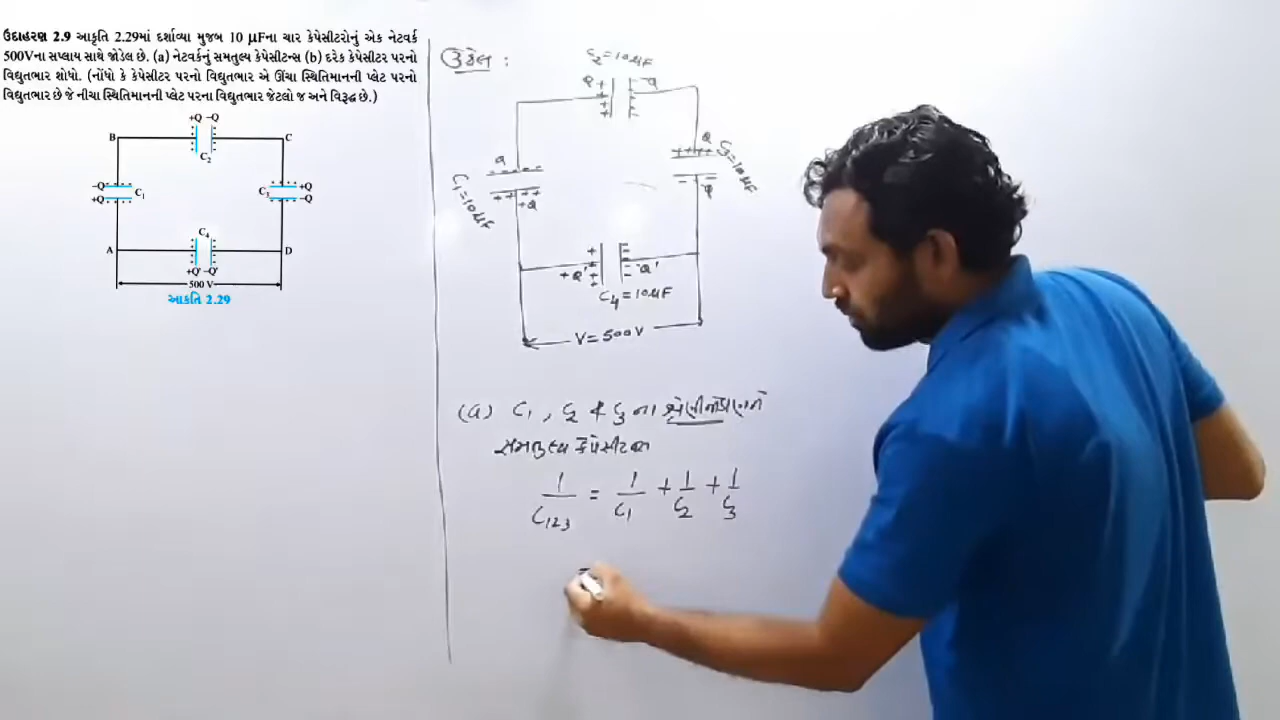 ઉદાહરણ 2.9 આકૃતિ 2.29માં દર્શાવ્યા મુજબ 10 μFના ચાર કેપેસીટરોનું એક નેટવર્ક
500Vના સપ્લાય સાથે જોડેલ છે. (a) નેટવર્કનું સમતુલ્ય કેપેસીટન્સ (b) દરેક કેપેસીટર પરનો
વિદ્યુતભાર શોધો. (નોંધો કે કેપેસીટર પરનો વિદ્યુતભાર એ ઊંચા સ્થિતિમાનની પ્લેટ પરનો
વિદ્યુતભાર છે જે નીચા સ્થિતિમાનની પ્લેટ પરના વિદ્યુતભાર જેટલો જ અને વિરૂદ્ધ છે.)
+Q -Q
B C
C₂
-Q C₁ C₃ +Q
+Q -Q
C₄
A D
+Q' -Q'
500 V
આકૃતિ 2.29
ઉકેલ :
C₂=10μF
Q Q
Q Q
C₁=10μF C₃=10μF
+Q Q
+Q' -Q'
C₄=10μF
V=500V
(a) C₁, C₂ & C₃ ના શ્રેણીજોડાણને
સમતુલ્ય કેપેસીટન્સ
1/C₁₂₃ = 1/C₁ + 1/C₂ + 1/C₃
=